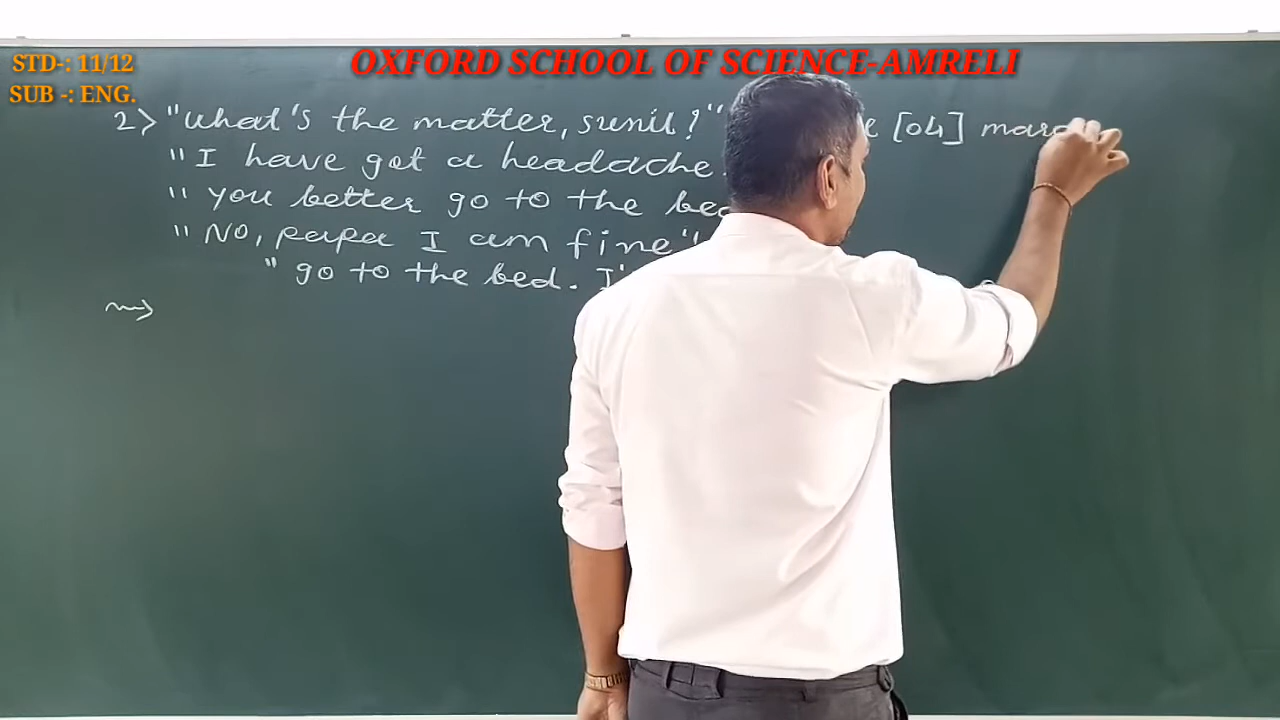 STD-: 11/12
OXFORD SCHOOL OF SCIENCE-AMRELI
SUB -: ENG.
2> "What's the matter, sunil?" [04]
"I have got a headache.
"you better go to the
"NO, papa I am fine"
"go to the bed.